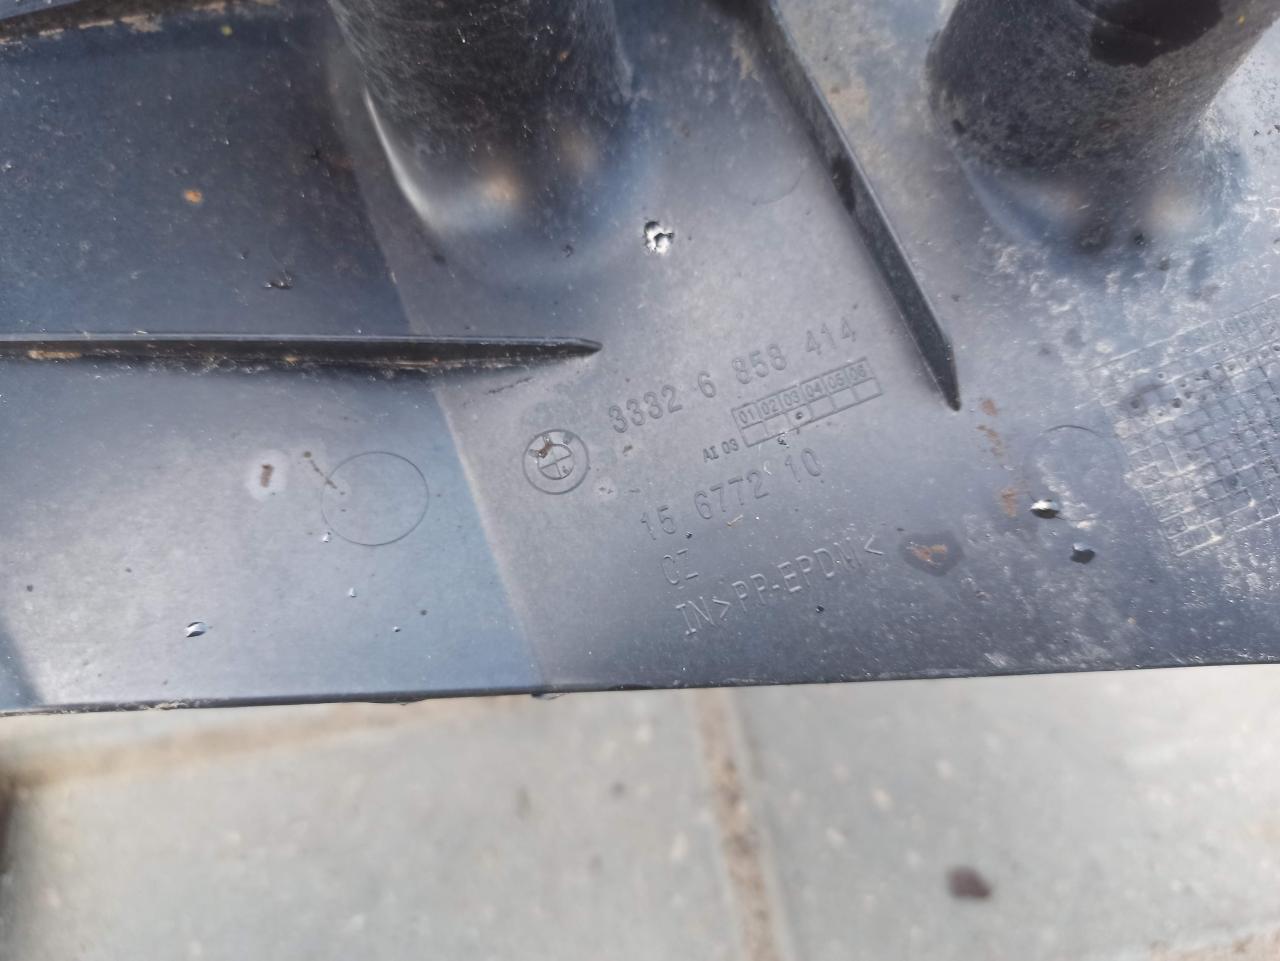 3332 6 858 414
AI 03 01 02 03 04 05 06
15 6772 10
CZ
IN>PP-EPDM<